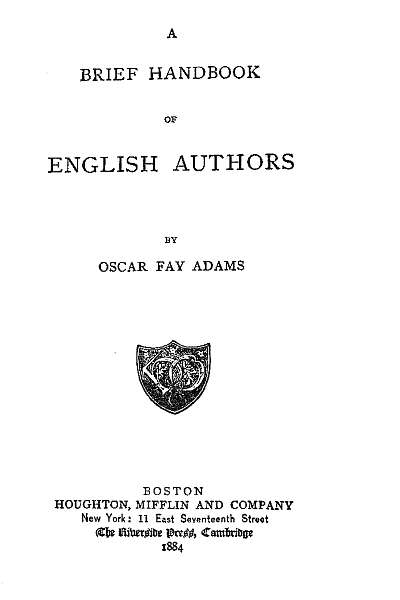 A
BRIEF HANDBOOK
OF
ENGLISH AUTHORS
BY
OSCAR FAY ADAMS
BOSTON
HOUGHTON, MIFFLIN AND COMPANY
New York: 11 East Seventeenth Street
The Riverside Press, Cambridge
1884